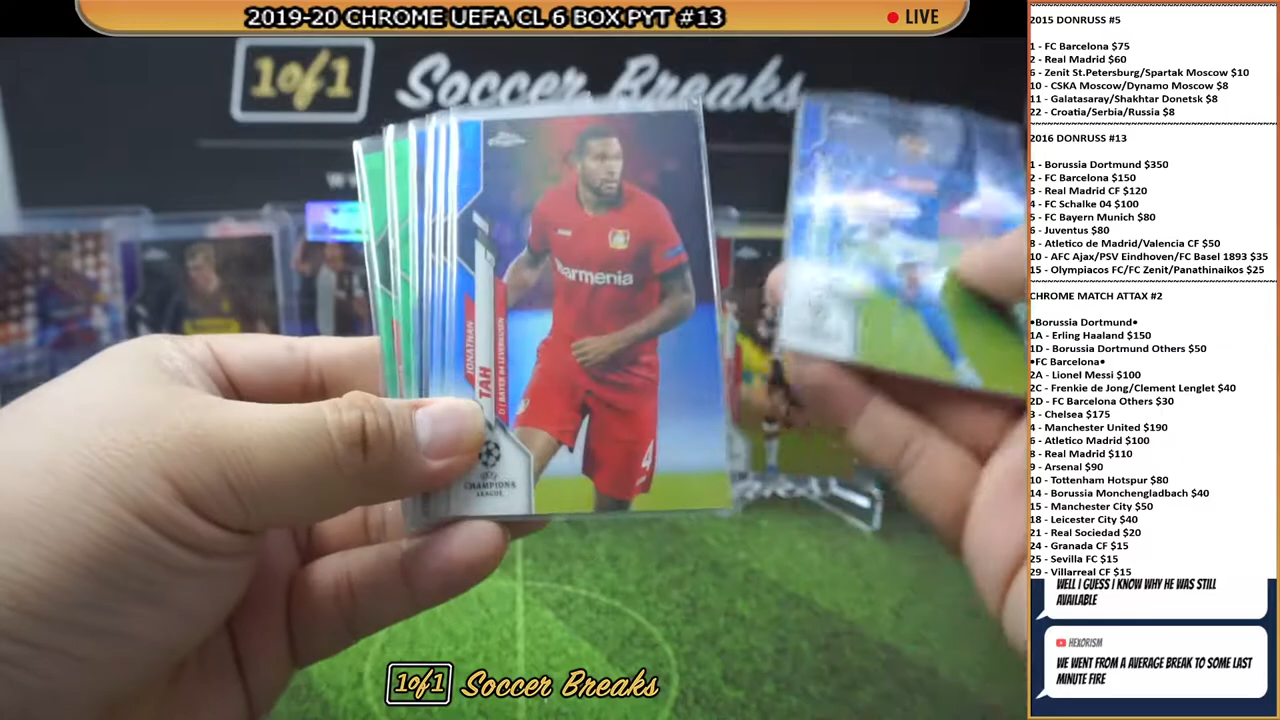 2019-20 CHROME UEFA CL 6 BOX PYT #13
LIVE
1of1 Soccer Breaks
Chrome
JONATHAN
TAH
D | BAYER 04 LEVERKUSEN
Barmenia
4
CHAMPIONS
LEAGUE
1of1 Soccer Breaks
2015 DONRUSS #5
1 - FC Barcelona $75
2 - Real Madrid $60
6 - Zenit St.Petersburg/Spartak Moscow $10
10 - CSKA Moscow/Dynamo Moscow $8
11 - Galatasaray/Shakhtar Donetsk $8
22 - Croatia/Serbia/Russia $8
2016 DONRUSS #13
1 - Borussia Dortmund $350
2 - FC Barcelona $150
3 - Real Madrid CF $120
4 - FC Schalke 04 $100
5 - FC Bayern Munich $80
6 - Juventus $80
8 - Atletico de Madrid/Valencia CF $50
10 - AFC Ajax/PSV Eindhoven/FC Basel 1893 $35
15 - Olympiacos FC/FC Zenit/Panathinaikos $25
CHROME MATCH ATTAX #2
•Borussia Dortmund•
1A - Erling Haaland $150
1D - Borussia Dortmund Others $50
•FC Barcelona•
2A - Lionel Messi $100
2C - Frenkie de Jong/Clement Lenglet $40
2D - FC Barcelona Others $30
3 - Chelsea $175
4 - Manchester United $190
6 - Atletico Madrid $100
8 - Real Madrid $110
9 - Arsenal $90
10 - Tottenham Hotspur $80
14 - Borussia Monchengladbach $40
15 - Manchester City $50
18 - Leicester City $40
21 - Real Sociedad $20
24 - Granada CF $15
25 - Sevilla FC $15
29 - Villarreal CF $15
WELL I GUESS I KNOW WHY HE WAS STILL
AVAILABLE
HEXORISM
WE WENT FROM A AVERAGE BREAK TO SOME LAST
MINUTE FIRE